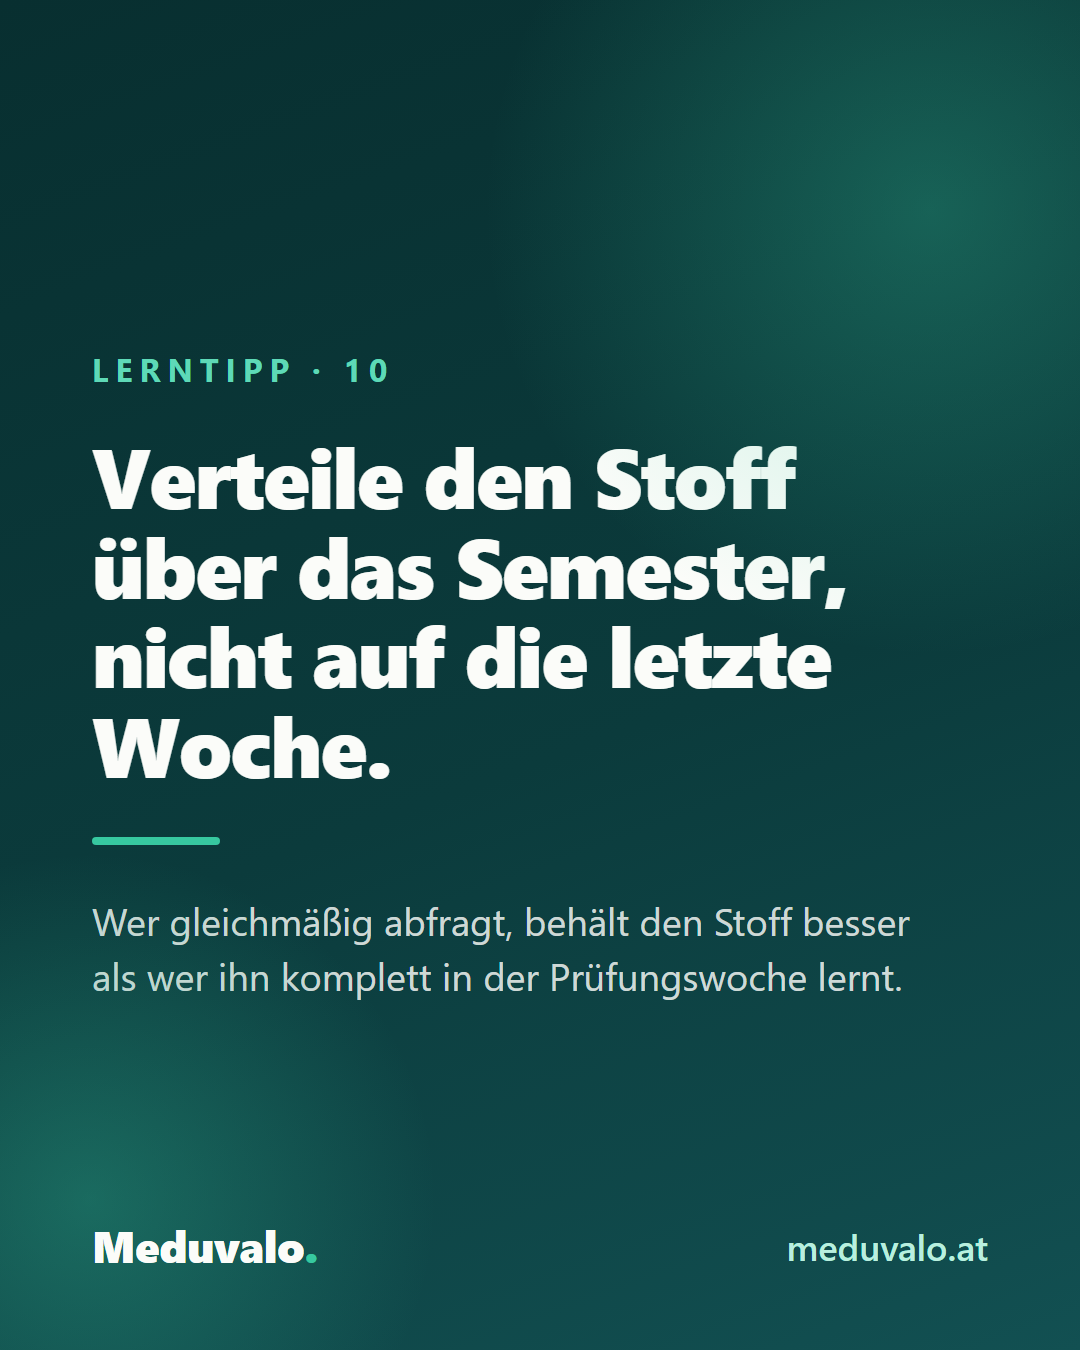 LERNTIPP · 10
Verteile den Stoff
über das Semester,
nicht auf die letzte
Woche.
Wer gleichmäßig abfragt, behält den Stoff besser
als wer ihn komplett in der Prüfungswoche lernt.
Meduvalo.
meduvalo.at